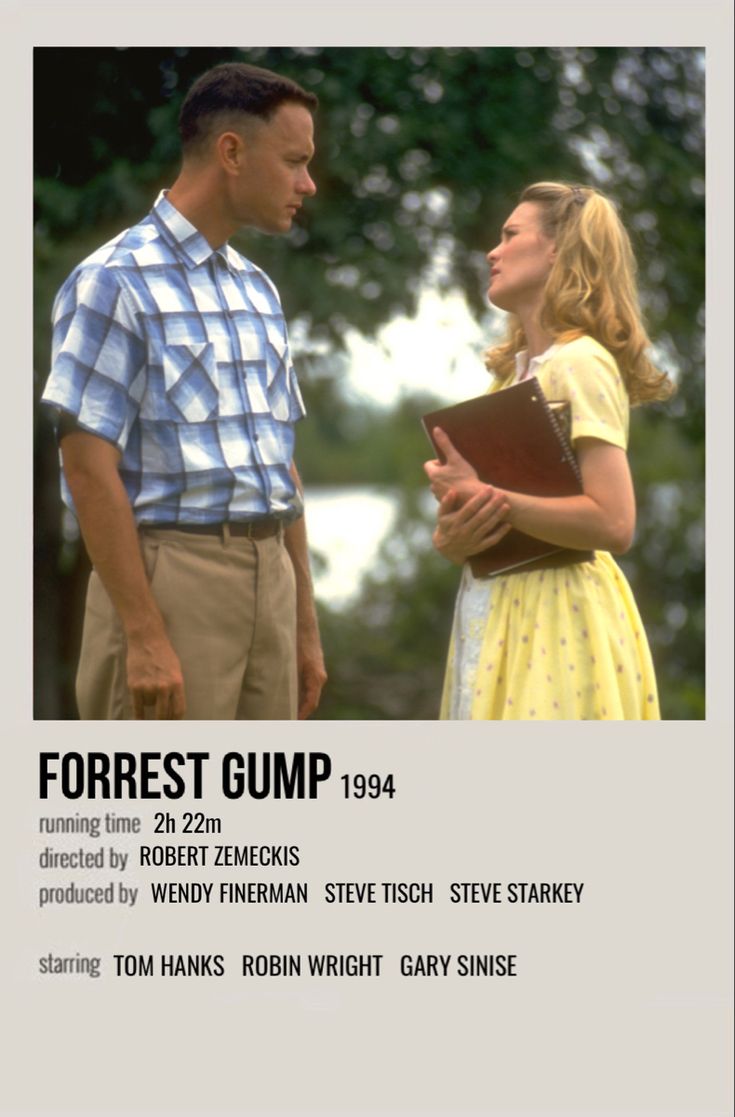 FORREST GUMP 1994
running time 2h 22m
directed by ROBERT ZEMECKIS
produced by WENDY FINERMAN STEVE TISCH STEVE STARKEY
starring TOM HANKS ROBIN WRIGHT GARY SINISE